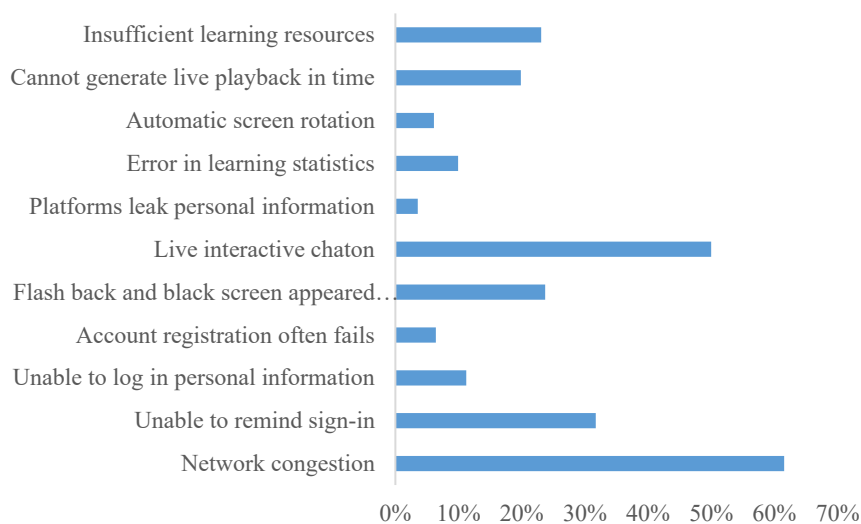 Insufficient learning resources
Cannot generate live playback in time
Automatic screen rotation
Error in learning statistics
Platforms leak personal information
Live interactive chaton
Flash back and black screen appeared…
Account registration often fails
Unable to log in personal information
Unable to remind sign-in
Network congestion
0% 10% 20% 30% 40% 50% 60% 70%